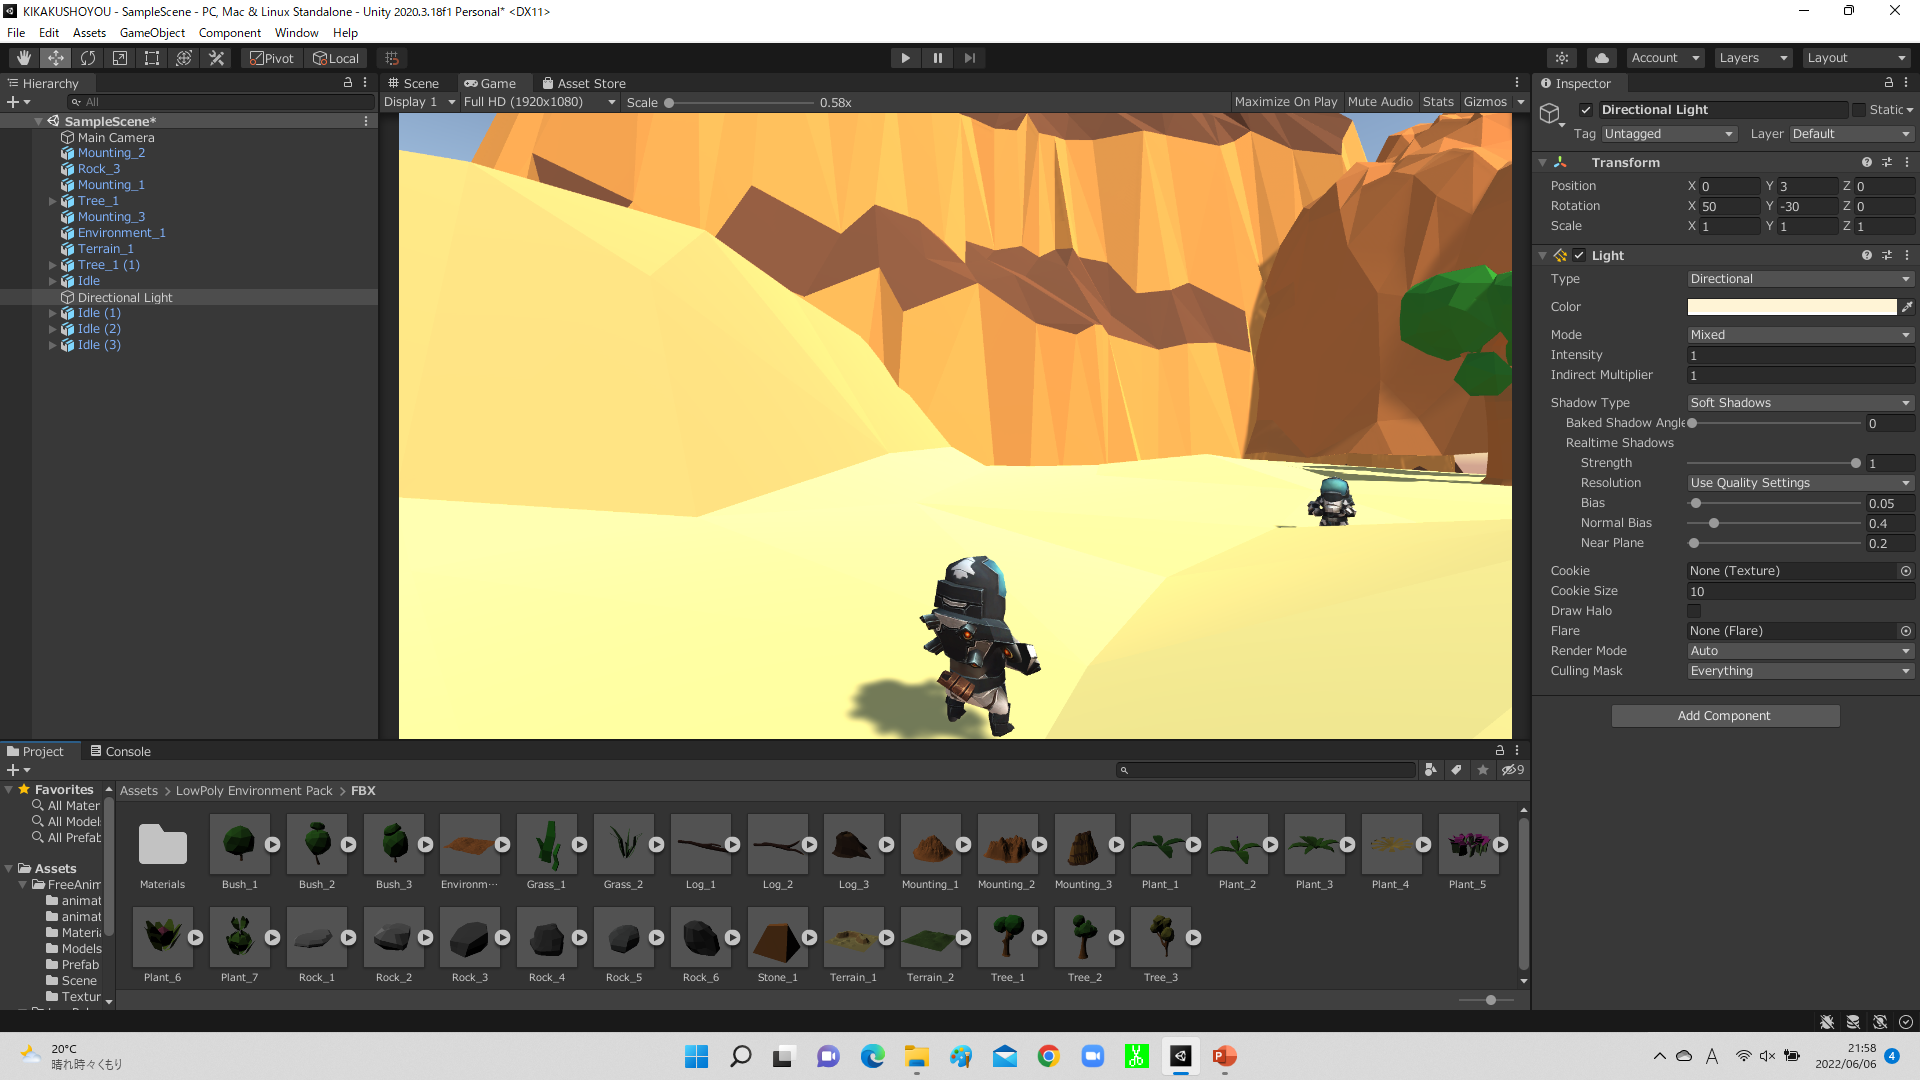 KIKAKUSHOYOU - SampleScene - PC, Mac & Linux Standalone - Unity 2020.3.18f1 Personal* <DX11>
File Edit Assets GameObject Component Window Help
Pivot Local Account Layers Layout
Hierarchy
All
SampleScene*
Main Camera
Mounting_2
Rock_3
Mounting_1
Tree_1
Mounting_3
Environment_1
Terrain_1
Tree_1 (1)
Idle
Directional Light
Idle (1)
Idle (2)
Idle (3)
Scene Game Asset Store
Display 1 Full HD (1920x1080) Scale 0.58x Maximize On Play Mute Audio Stats Gizmos
Inspector
Directional Light Static
Tag Untagged Layer Default
Transform
Position X 0 Y 3 Z 0
Rotation X 50 Y -30 Z 0
Scale X 1 Y 1 Z 1
Light
Type Directional
Color
Mode Mixed
Intensity 1
Indirect Multiplier 1
Shadow Type Soft Shadows
Baked Shadow Angle 0
Realtime Shadows
Strength 1
Resolution Use Quality Settings
Bias 0.05
Normal Bias 0.4
Near Plane 0.2
Cookie None (Texture)
Cookie Size 10
Draw Halo
Flare None (Flare)
Render Mode Auto
Culling Mask Everything
Add Component
Project Console
9
Favorites
All Mater
All Model
All Prefab
Assets
FreeAnim
animat
animat
Materia
Models
Prefab
Scene
Textur
Assets > LowPoly Environment Pack > FBX
Materials Bush_1 Bush_2 Bush_3 Environm... Grass_1 Grass_2 Log_1 Log_2 Log_3 Mounting_1 Mounting_2 Mounting_3 Plant_1 Plant_2 Plant_3 Plant_4 Plant_5
Plant_6 Plant_7 Rock_1 Rock_2 Rock_3 Rock_4 Rock_5 Rock_6 Stone_1 Terrain_1 Terrain_2 Tree_1 Tree_2 Tree_3
20°C
晴れ時々くもり
A
21:58
2022/06/06
4